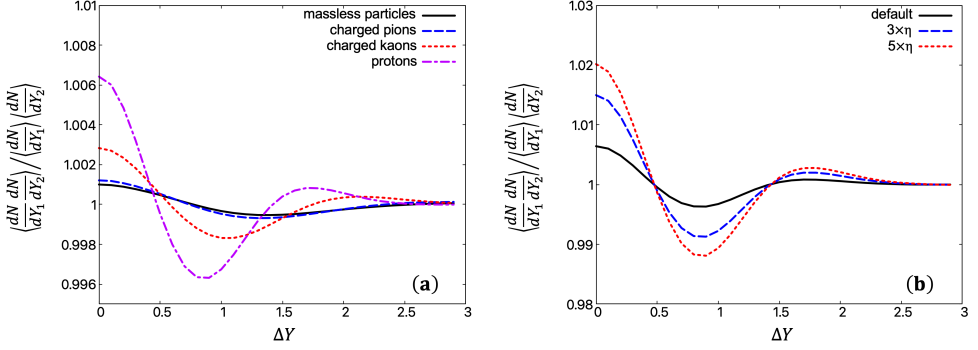 1.01
1.008
1.006
1.004
1.002
1
0.998
0.996
0 0.5 1 1.5 2 2.5 3
ΔY
⟨dN/dY₁ dN/dY₂⟩ / ⟨dN/dY₁⟩ ⟨dN/dY₂⟩
massless particles
charged pions
charged kaons
protons
(a)
1.03
1.02
1.01
1
0.99
0.98
0 0.5 1 1.5 2 2.5 3
ΔY
⟨dN/dY₁ dN/dY₂⟩ / ⟨dN/dY₁⟩ ⟨dN/dY₂⟩
default
3×η
5×η
(b)